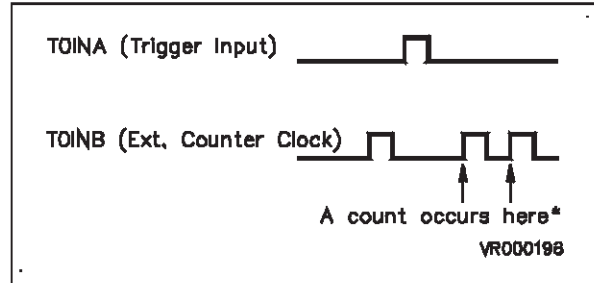 TOINA (Trigger Input)
TOINB (Ext. Counter Clock)
A count occurs here*
VR000198